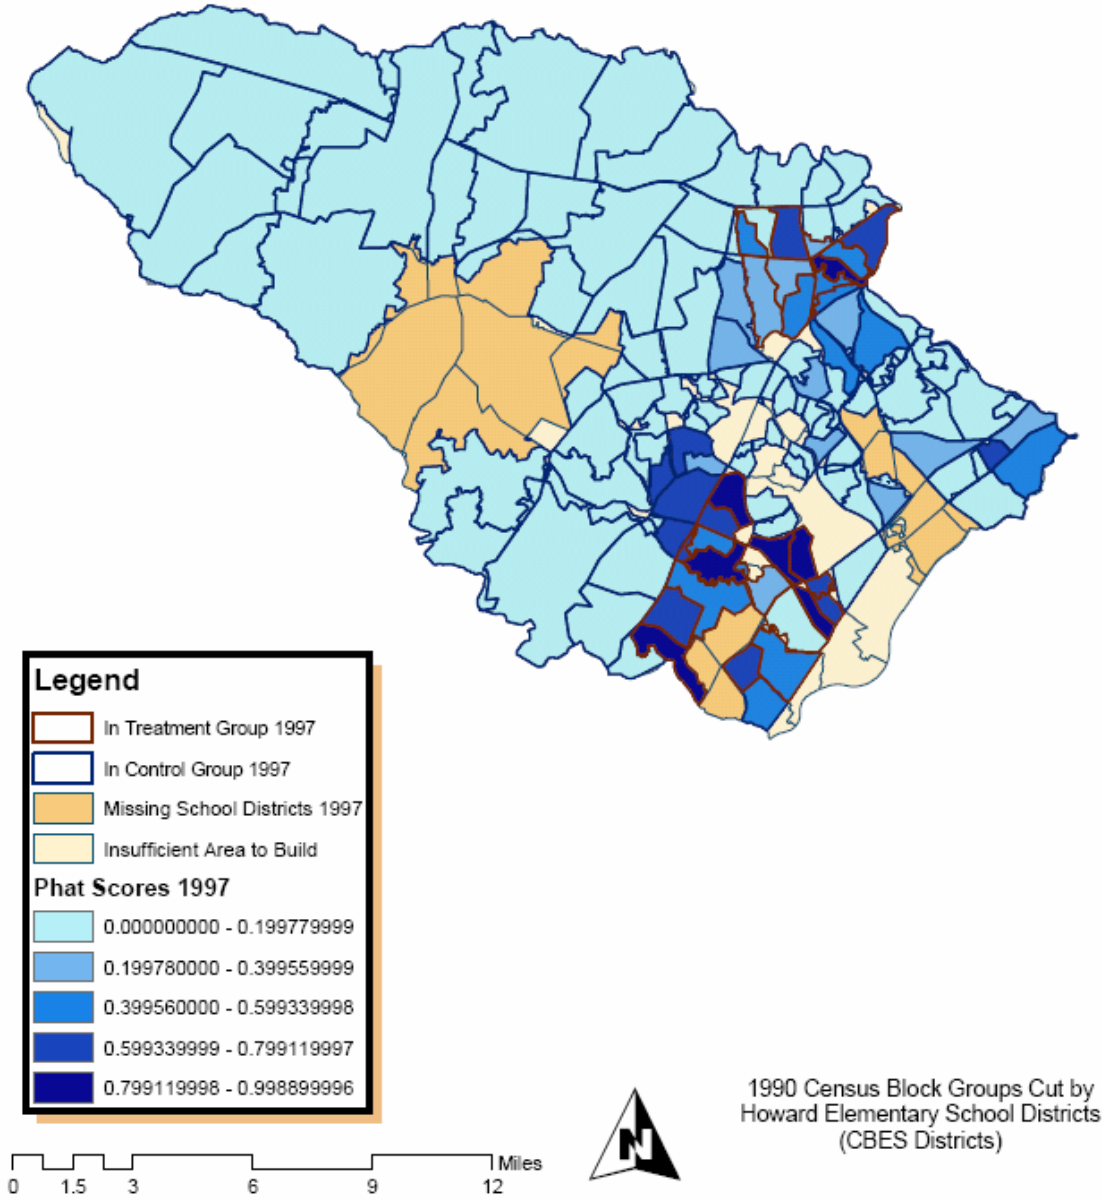 Legend
In Treatment Group 1997
In Control Group 1997
Missing School Districts 1997
Insufficient Area to Build
Phat Scores 1997
0.000000000 - 0.199779999
0.199780000 - 0.399559999
0.399560000 - 0.599339998
0.599339999 - 0.799119997
0.799119998 - 0.998899996
1990 Census Block Groups Cut by
Howard Elementary School Districts
(CBES Districts)
N
Miles
0 1.5 3 6 9 12